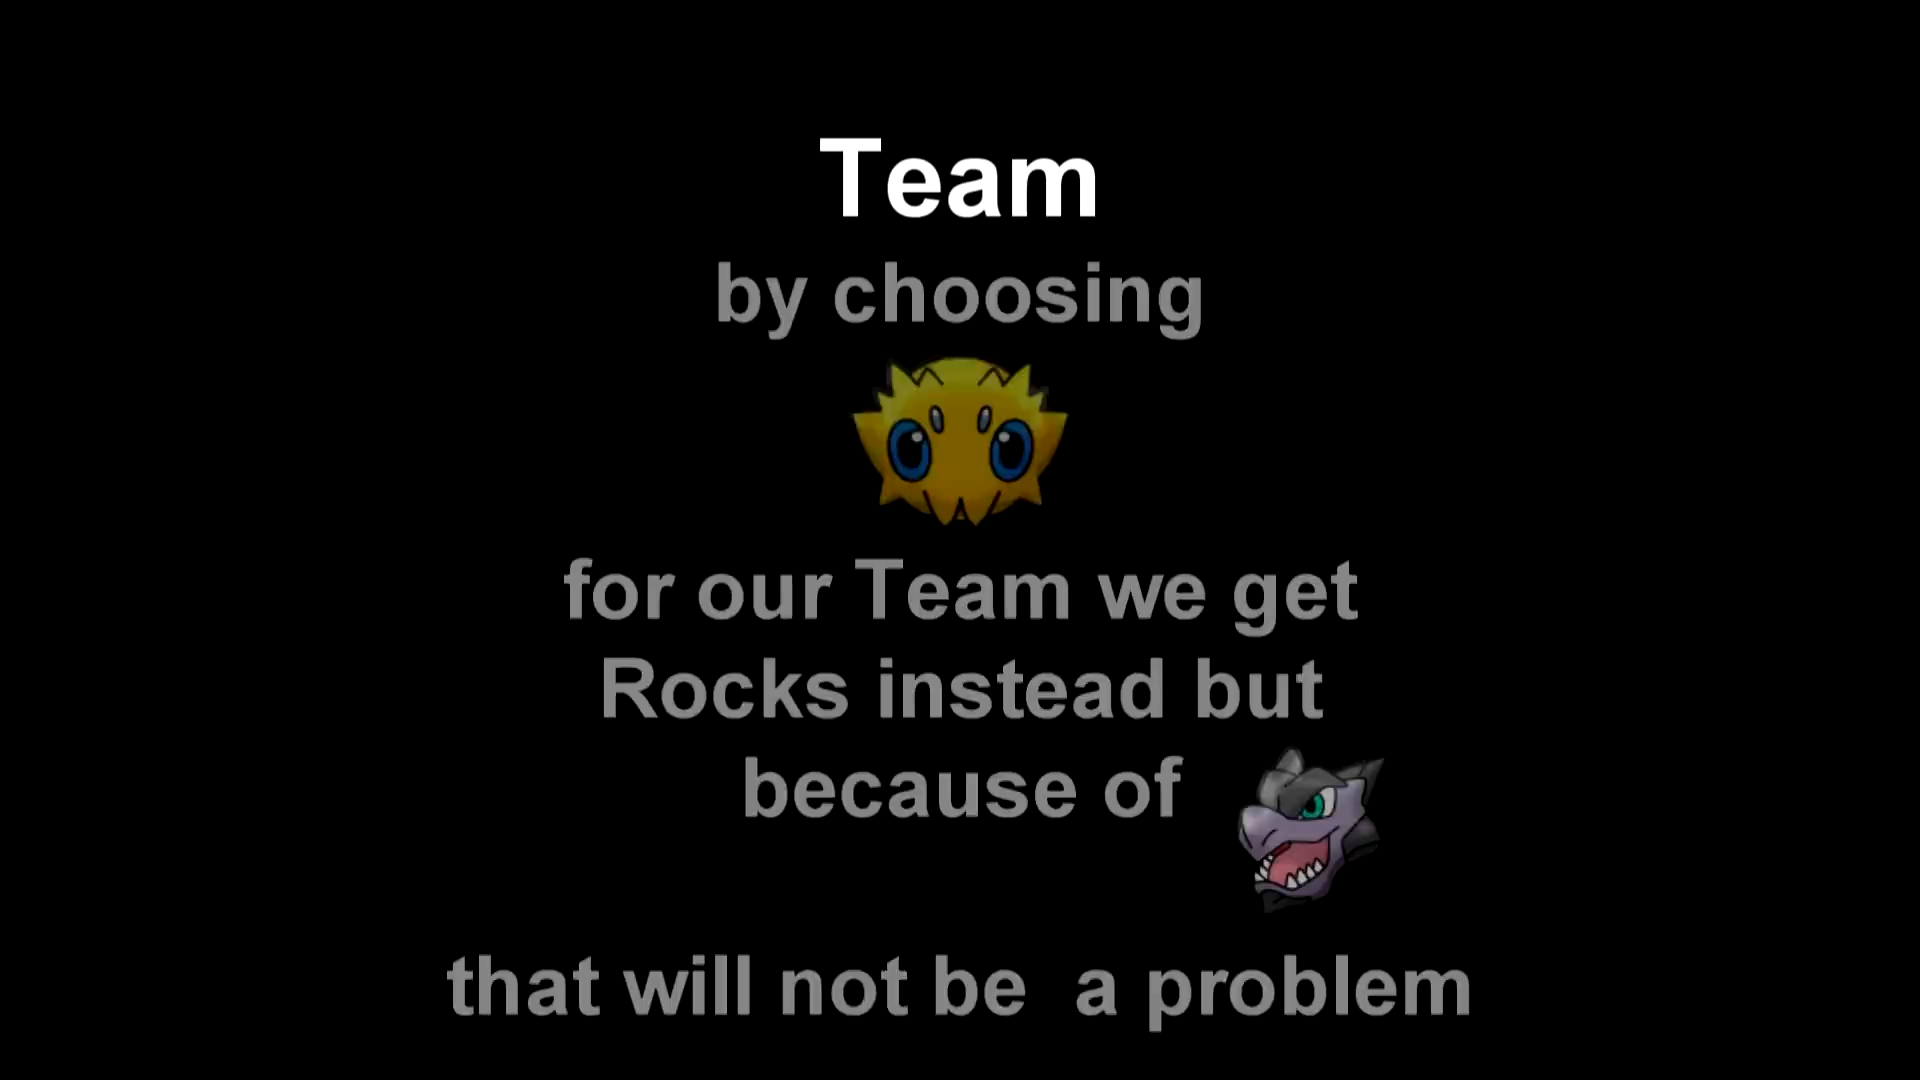 Team
by choosing
for our Team we get
Rocks instead but
because of
that will not be  a problem